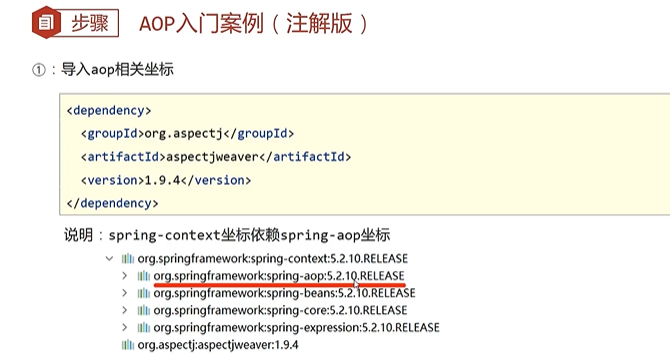 步骤 AOP入门案例（注解版）
①：导入aop相关坐标
<dependency>
<groupId>org.aspectj</groupId>
<artifactId>aspectjweaver</artifactId>
<version>1.9.4</version>
</dependency>
说明：spring-context坐标依赖spring-aop坐标
org.springframework:spring-context:5.2.10.RELEASE
org.springframework:spring-aop:5.2.10.RELEASE
org.springframework:spring-beans:5.2.10.RELEASE
org.springframework:spring-core:5.2.10.RELEASE
org.springframework:spring-expression:5.2.10.RELEASE
org.aspectj:aspectjweaver:1.9.4